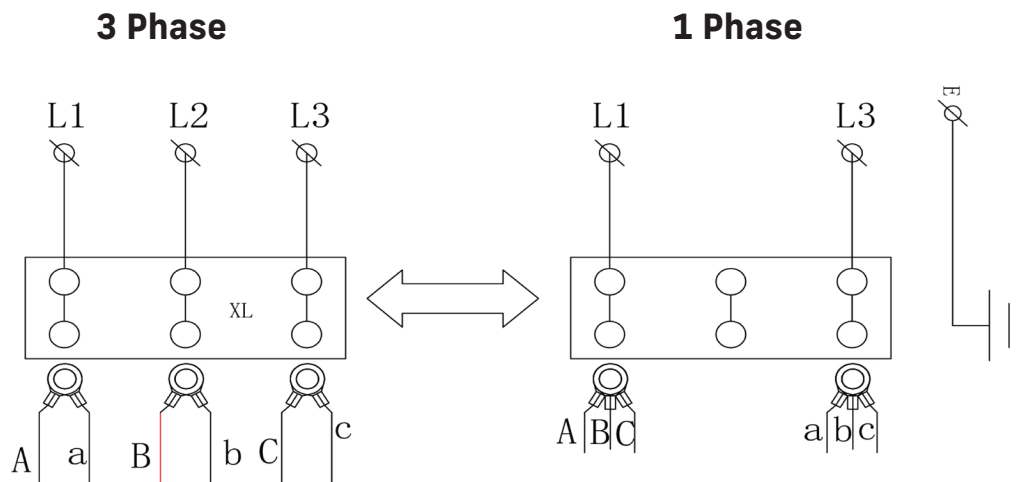 3 Phase
1 Phase
E
L1 L2 L3
L1 L3
XL
A a B b C c
A B C a b c